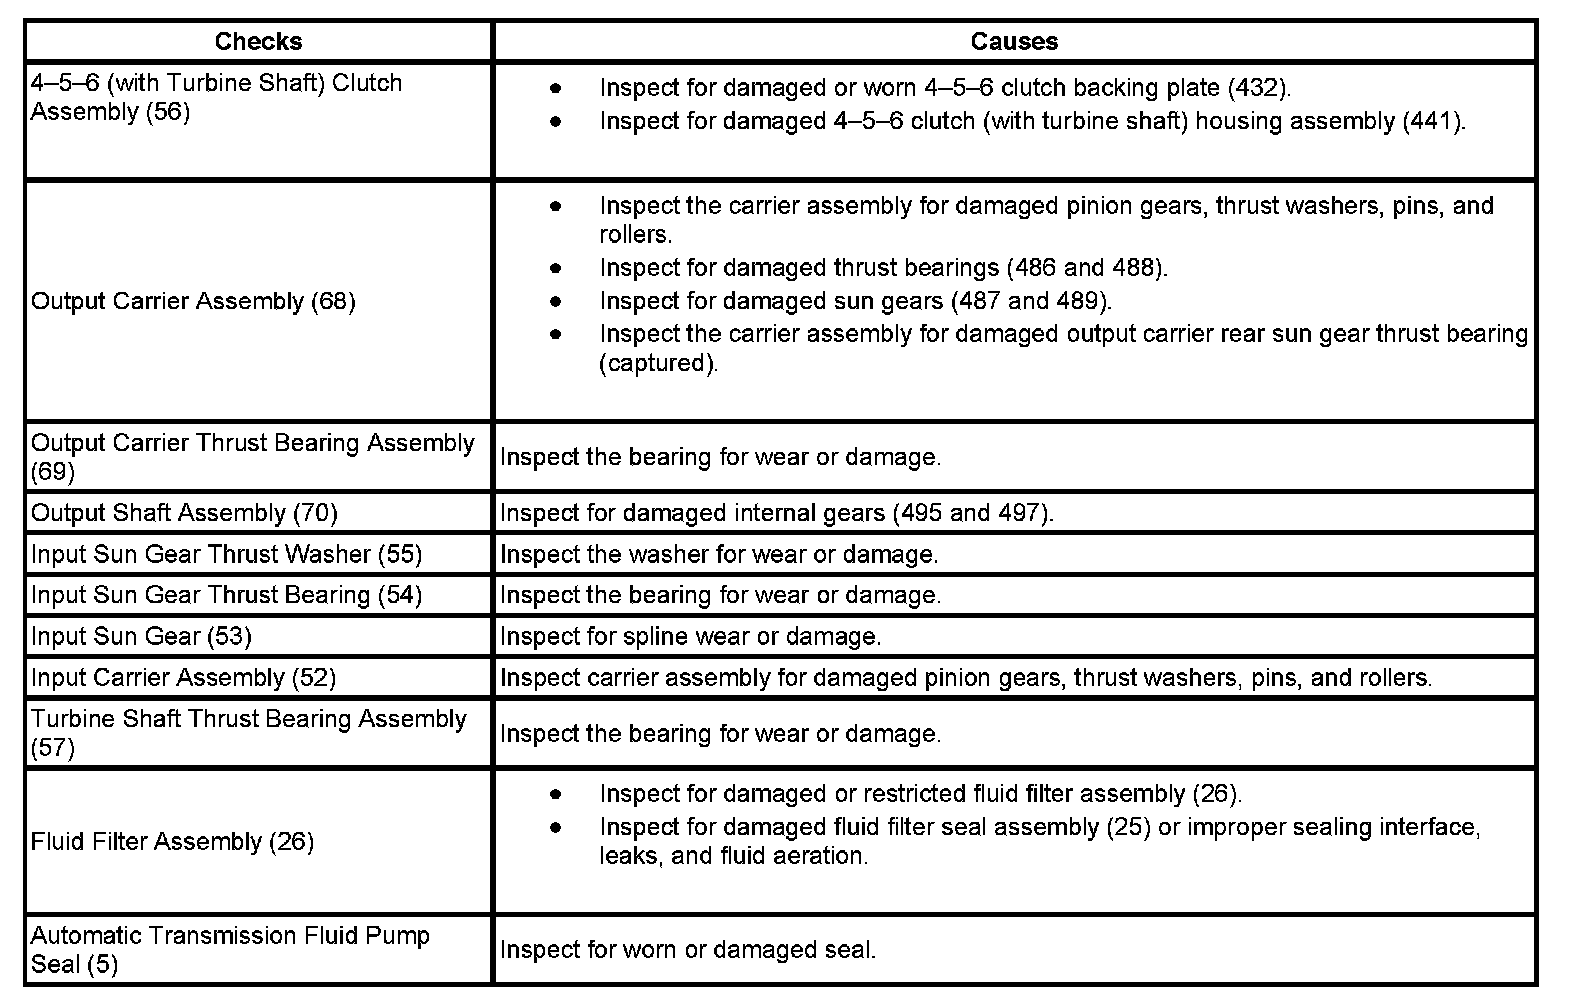 Checks
Causes
4–5–6 (with Turbine Shaft) Clutch
Assembly (56)
● Inspect for damaged or worn 4–5–6 clutch backing plate (432).
● Inspect for damaged 4–5–6 clutch (with turbine shaft) housing assembly (441).
Output Carrier Assembly (68)
● Inspect the carrier assembly for damaged pinion gears, thrust washers, pins, and
rollers.
● Inspect for damaged thrust bearings (486 and 488).
● Inspect for damaged sun gears (487 and 489).
● Inspect the carrier assembly for damaged output carrier rear sun gear thrust bearing
(captured).
Output Carrier Thrust Bearing Assembly
(69)
Inspect the bearing for wear or damage.
Output Shaft Assembly (70)
Inspect for damaged internal gears (495 and 497).
Input Sun Gear Thrust Washer (55)
Inspect the washer for wear or damage.
Input Sun Gear Thrust Bearing (54)
Inspect the bearing for wear or damage.
Input Sun Gear (53)
Inspect for spline wear or damage.
Input Carrier Assembly (52)
Inspect carrier assembly for damaged pinion gears, thrust washers, pins, and rollers.
Turbine Shaft Thrust Bearing Assembly
(57)
Inspect the bearing for wear or damage.
Fluid Filter Assembly (26)
● Inspect for damaged or restricted fluid filter assembly (26).
● Inspect for damaged fluid filter seal assembly (25) or improper sealing interface,
leaks, and fluid aeration.
Automatic Transmission Fluid Pump
Seal (5)
Inspect for worn or damaged seal.